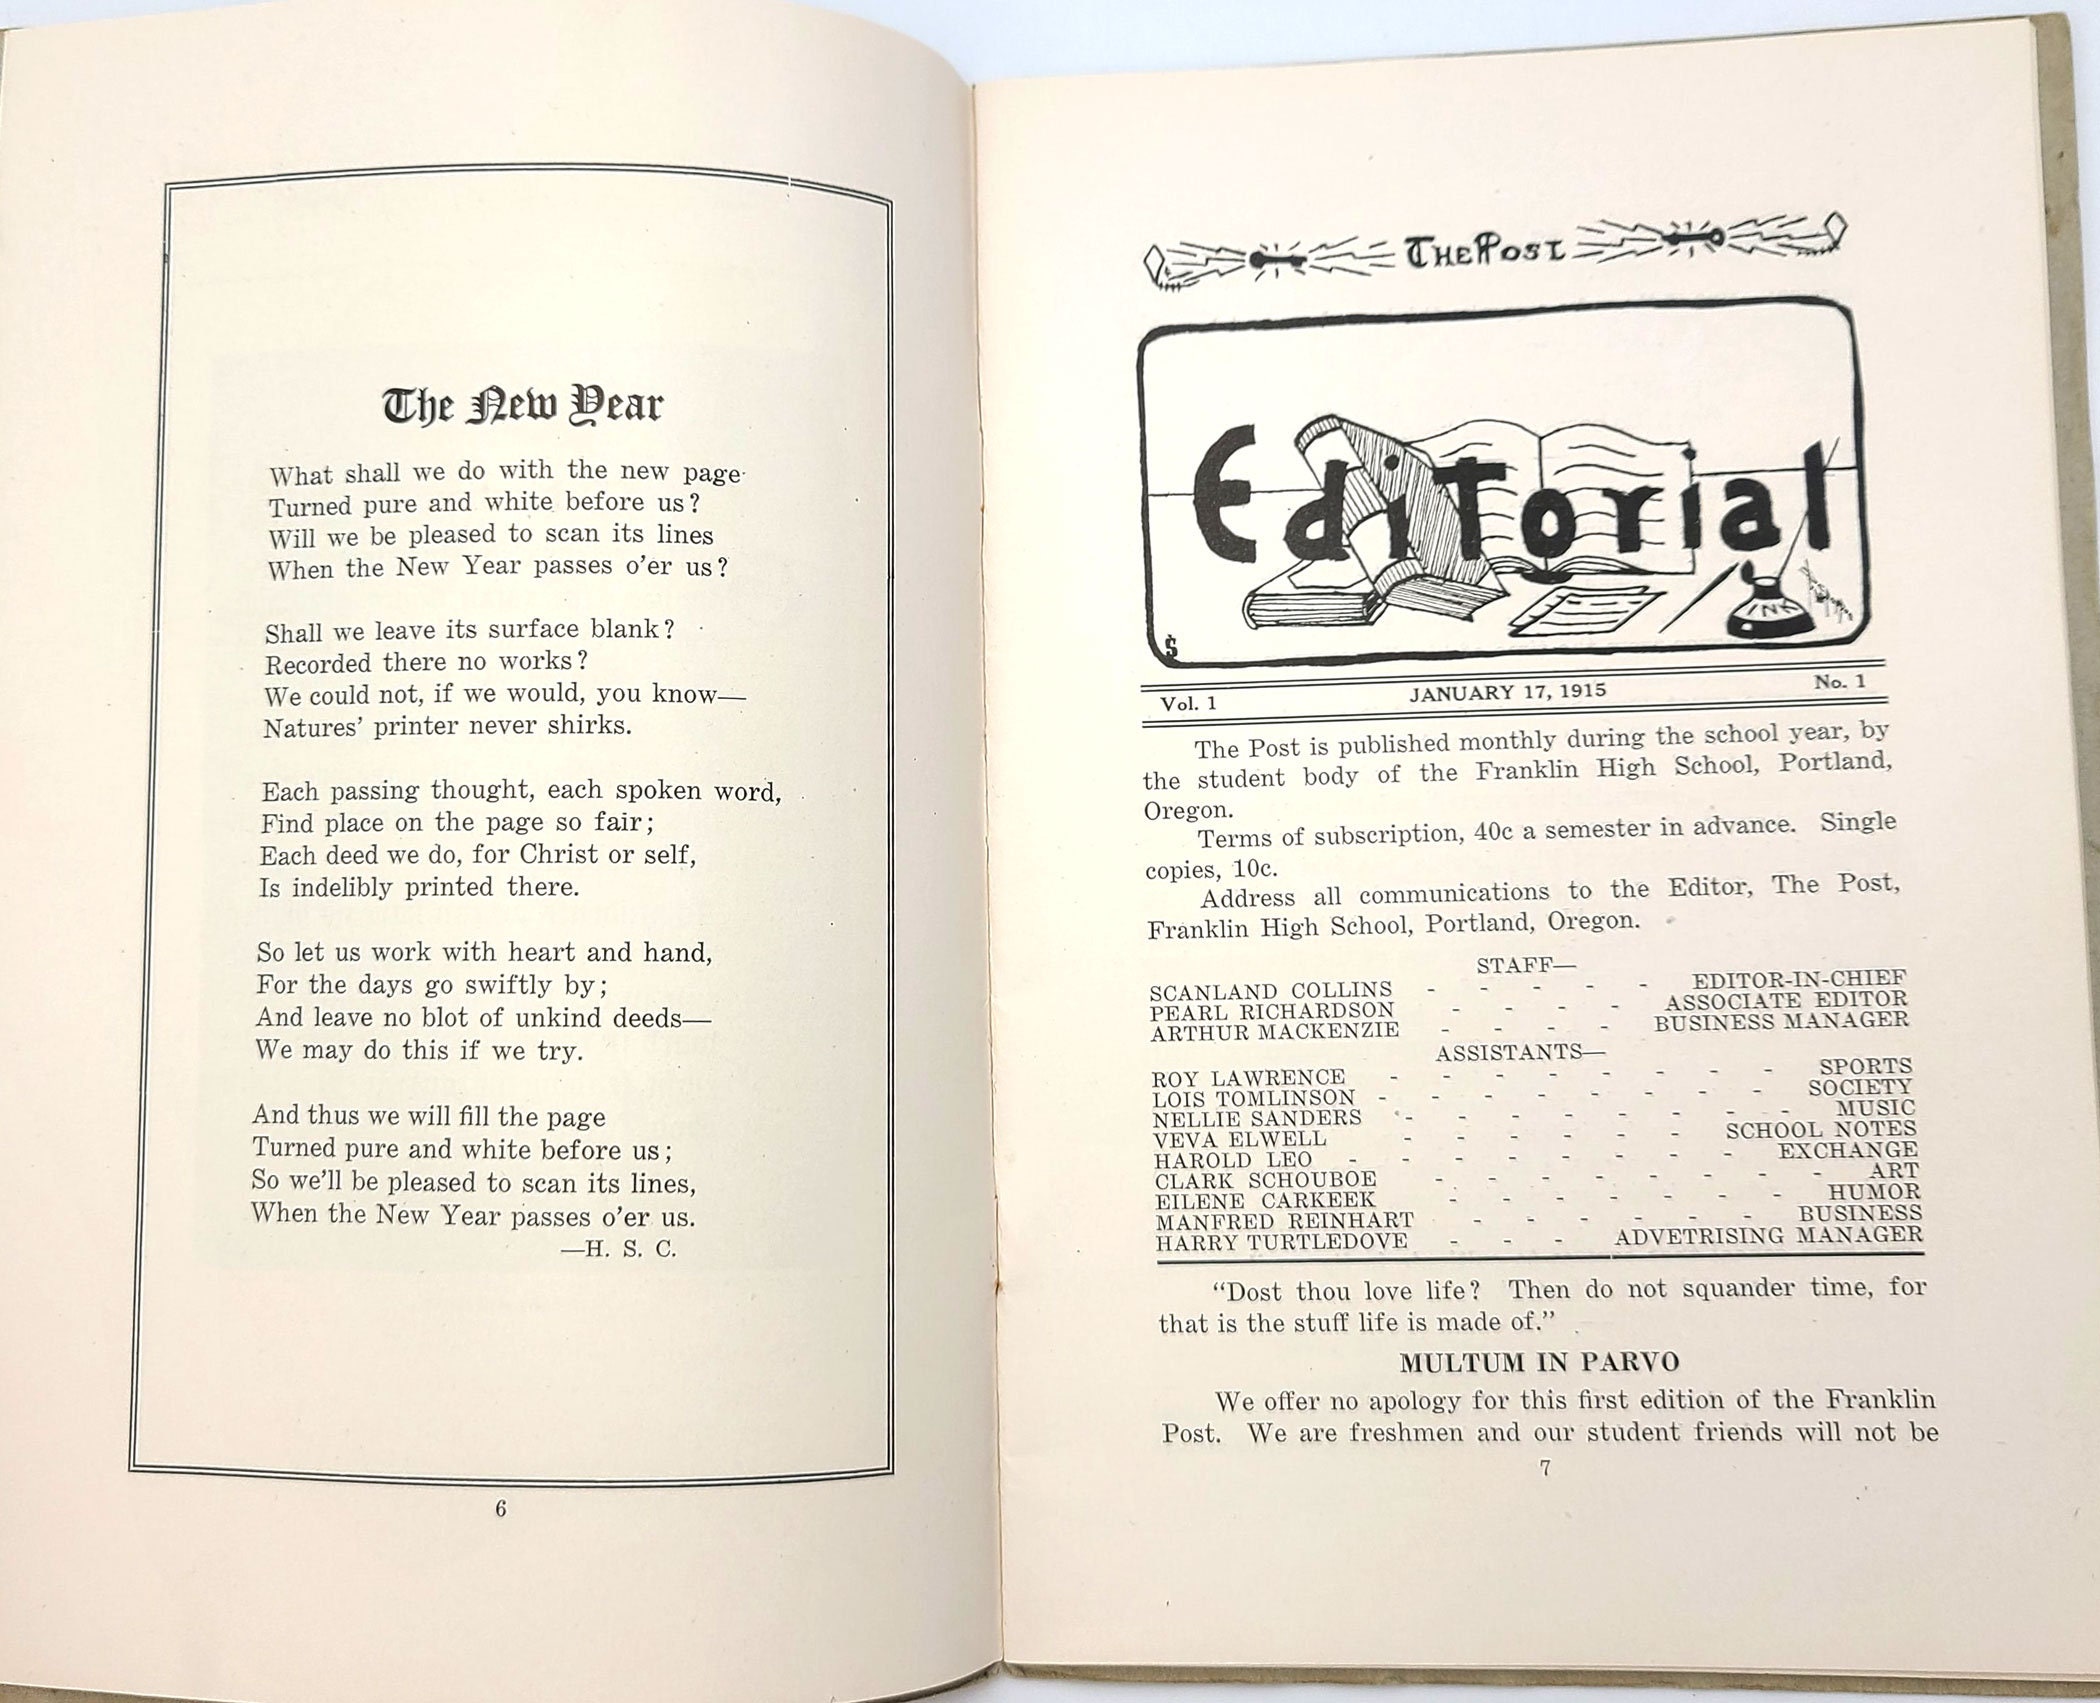 The New Year
What shall we do with the new page
Turned pure and white before us?
Will we be pleased to scan its lines
When the New Year passes o'er us?
Shall we leave its surface blank?
Recorded there no works?
We could not, if we would, you know—
Natures' printer never shirks.
Each passing thought, each spoken word,
Find place on the page so fair;
Each deed we do, for Christ or self,
Is indelibly printed there.
So let us work with heart and hand,
For the days go swiftly by;
And leave no blot of unkind deeds—
We may do this if we try.
And thus we will fill the page
Turned pure and white before us;
So we'll be pleased to scan its lines,
When the New Year passes o'er us.
—H. S. C.
6
The Post
Editorial
INK
Vol. 1 JANUARY 17, 1915 No. 1
The Post is published monthly during the school year, by
the student body of the Franklin High School, Portland,
Oregon.
Terms of subscription, 40c a semester in advance. Single
copies, 10c.
Address all communications to the Editor, The Post,
Franklin High School, Portland, Oregon.
STAFF—
SCANLAND COLLINS - - - - - EDITOR-IN-CHIEF
PEARL RICHARDSON - - - - ASSOCIATE EDITOR
ARTHUR MACKENZIE - - - - BUSINESS MANAGER
ASSISTANTS—
ROY LAWRENCE - - - - - - - - SPORTS
LOIS TOMLINSON - - - - - - - - SOCIETY
NELLIE SANDERS - - - - - - - - MUSIC
VEVA ELWELL - - - - - - SCHOOL NOTES
HAROLD LEO - - - - - - - - EXCHANGE
CLARK SCHOUBOE - - - - - - - - ART
EILENE CARKEEK - - - - - - - HUMOR
MANFRED REINHART - - - - - - BUSINESS
HARRY TURTLEDOVE - - - ADVETRISING MANAGER
"Dost thou love life? Then do not squander time, for
that is the stuff life is made of."
MULTUM IN PARVO
We offer no apology for this first edition of the Franklin
Post. We are freshmen and our student friends will not be
7